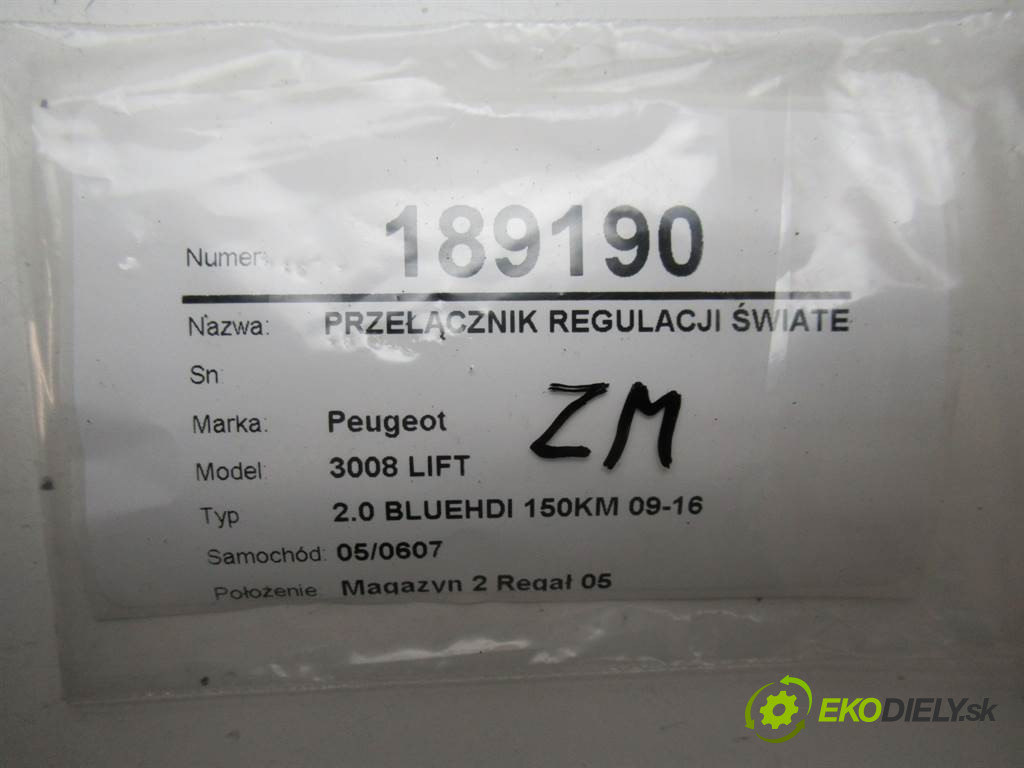 Numer: 189190
Nazwa: PRZEŁĄCZNIK REGULACJI ŚWIATE
Sn:
Marka: Peugeot
ZM
Model: 3008 LIFT
Typ 2.0 BLUEHDI 150KM 09-16
Samochód: 05/0607
Położenie Magazyn 2 Regał 05
EKODIELY.sk